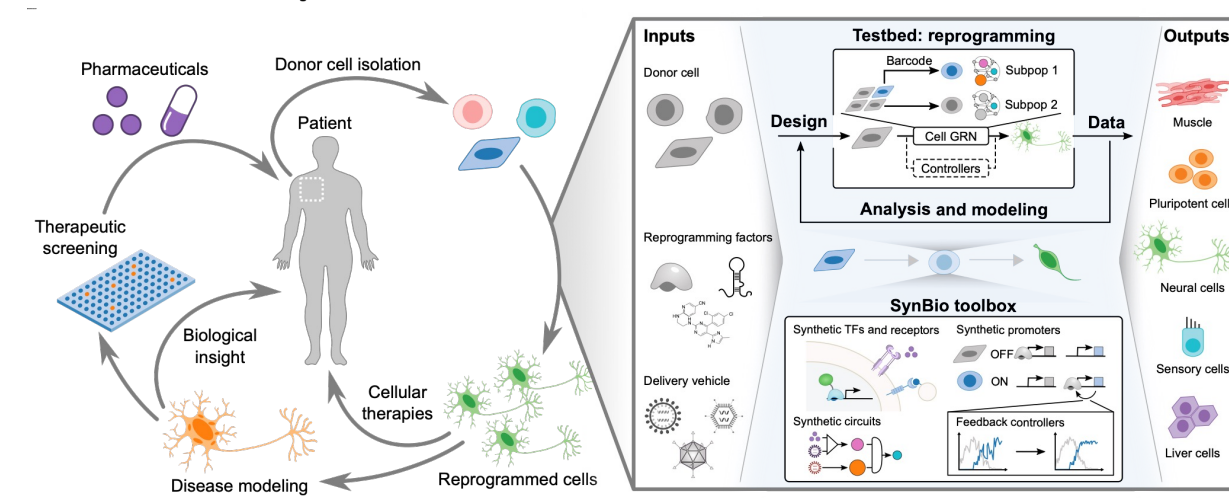 Pharmaceuticals
Donor cell isolation
Patient
Therapeutic
screening
Biological
insight
Cellular
therapies
Disease modeling
Reprogrammed cells
Inputs
Donor cell
Reprogramming factors
Delivery vehicle
Testbed: reprogramming
Barcode
Subpop 1
Subpop 2
Design
Cell GRN
Data
Controllers
Analysis and modeling
SynBio toolbox
Synthetic TFs and receptors
Synthetic promoters
OFF
ON
Synthetic circuits
Feedback controllers
Outputs
Muscle
Pluripotent cell
Neural cells
Sensory cells
Liver cells